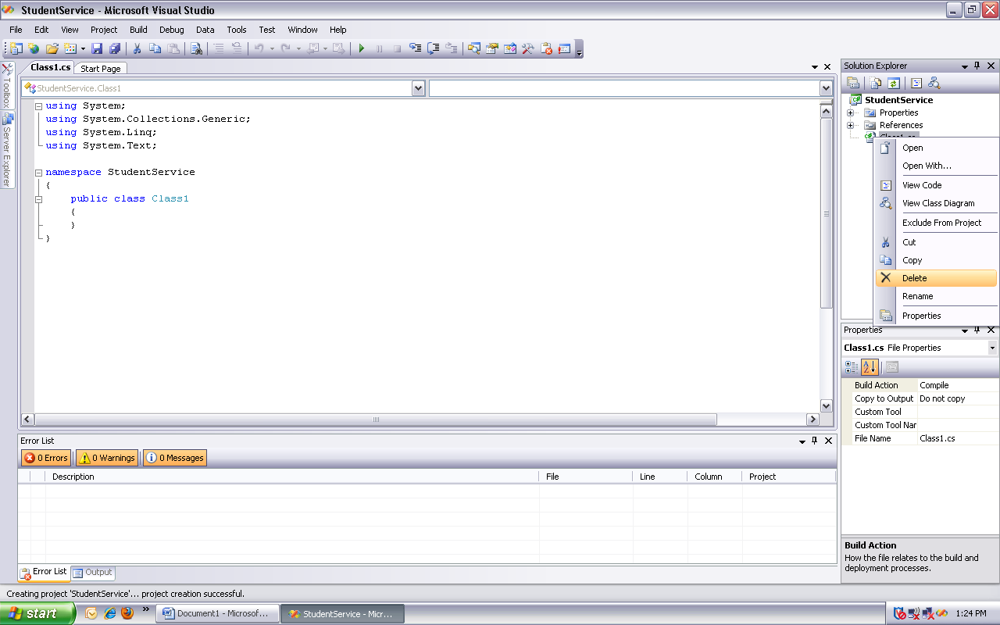 StudentService - Microsoft Visual Studio
File Edit View Project Build Debug Data Tools Test Window Help
Class1.cs Start Page
StudentService.Class1
using System;
using System.Collections.Generic;
using System.Linq;
using System.Text;
namespace StudentService
{
public class Class1
{
}
}
Toolbox
Server Explorer
Solution Explorer
StudentService
Properties
References
Class1.cs
Open
Open With...
View Code
View Class Diagram
Exclude From Project
Cut
Copy
Delete
Rename
Properties
Properties
Class1.cs File Properties
Build Action Compile
Copy to Output Do not copy
Custom Tool
Custom Tool Nar
File Name Class1.cs
Build Action
How the file relates to the build and
deployment processes.
Error List
0 Errors 0 Warnings 0 Messages
Description File Line Column Project
Error List Output
Creating project 'StudentService'... project creation successful.
start Document1 - Microsof... StudentService - Micr... 1:24 PM